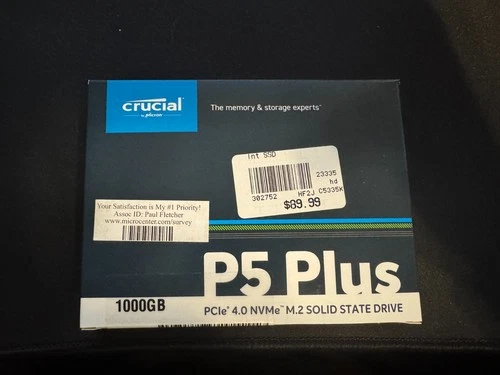 crucial
by Micron
The memory & storage experts™
Int SSD
23335
hd
302752 HF2J C5335K
$89.99
Your Satisfaction is My #1 Priority!
Assoc ID: Paul Fletcher
www.microcenter.com/survey
P5 Plus
1000GB
PCIe® 4.0 NVMe™ M.2 SOLID STATE DRIVE